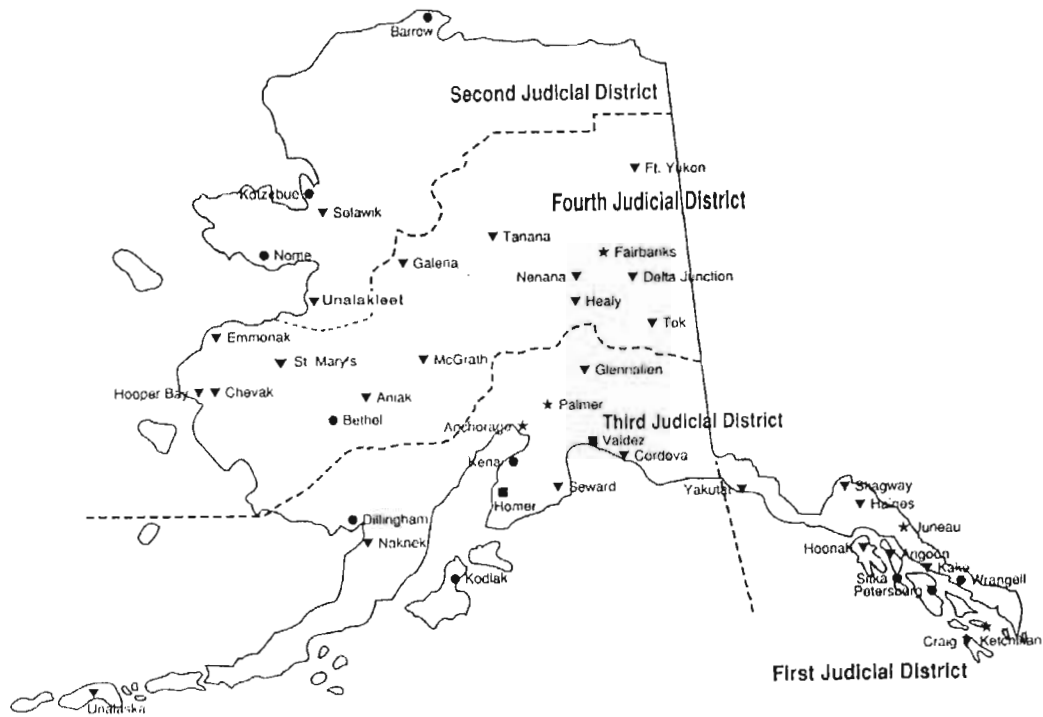 Barrow
Second Judicial District
Ft. Yukon
Kotzebue
Selawik
Fourth Judicial District
Tanana
Fairbanks
Nome
Galena
Nenana
Delta Junction
Unalakleet
Healy
Tok
Emmonak
St. Mary's
McGrath
Glennallen
Hooper Bay
Chevak
Aniak
Palmer
Bethel
Anchorage
Third Judicial District
Valdez
Cordova
Kenai
Seward
Yakutat
Skagway
Homer
Haines
Dillingham
Juneau
Naknek
Hoonah
Angoon
Kake
Kodiak
Sitka
Wrangell
Petersburg
Craig
Ketchikan
First Judicial District
Unalaska